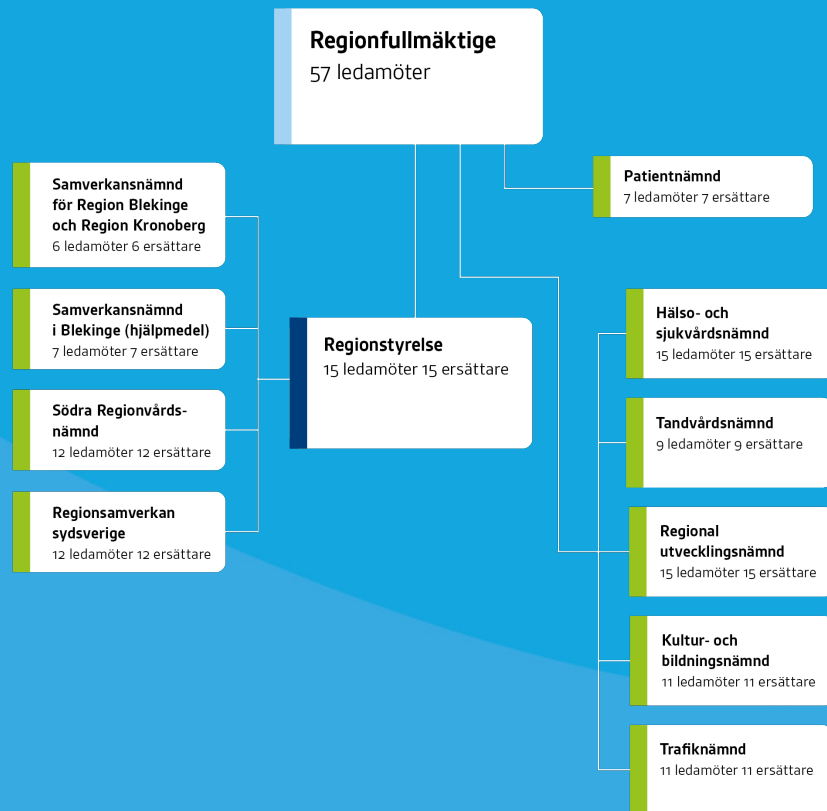 Regionfullmäktige
57 ledamöter
Patientnämnd
7 ledamöter 7 ersättare
Samverkansnämnd
för Region Blekinge
och Region Kronoberg
6 ledamöter 6 ersättare
Samverkansnämnd
i Blekinge (hjälpmedel)
7 ledamöter 7 ersättare
Södra Regionvårds-
nämnd
12 ledamöter 12 ersättare
Regionsamverkan
sydsverige
12 ledamöter 12 ersättare
Regionstyrelse
15 ledamöter 15 ersättare
Hälso- och
sjukvårdsnämnd
15 ledamöter 15 ersättare
Tandvårdsnämnd
9 ledamöter 9 ersättare
Regional
utvecklingsnämnd
15 ledamöter 15 ersättare
Kultur- och
bildningsnämnd
11 ledamöter 11 ersättare
Trafiknämnd
11 ledamöter 11 ersättare